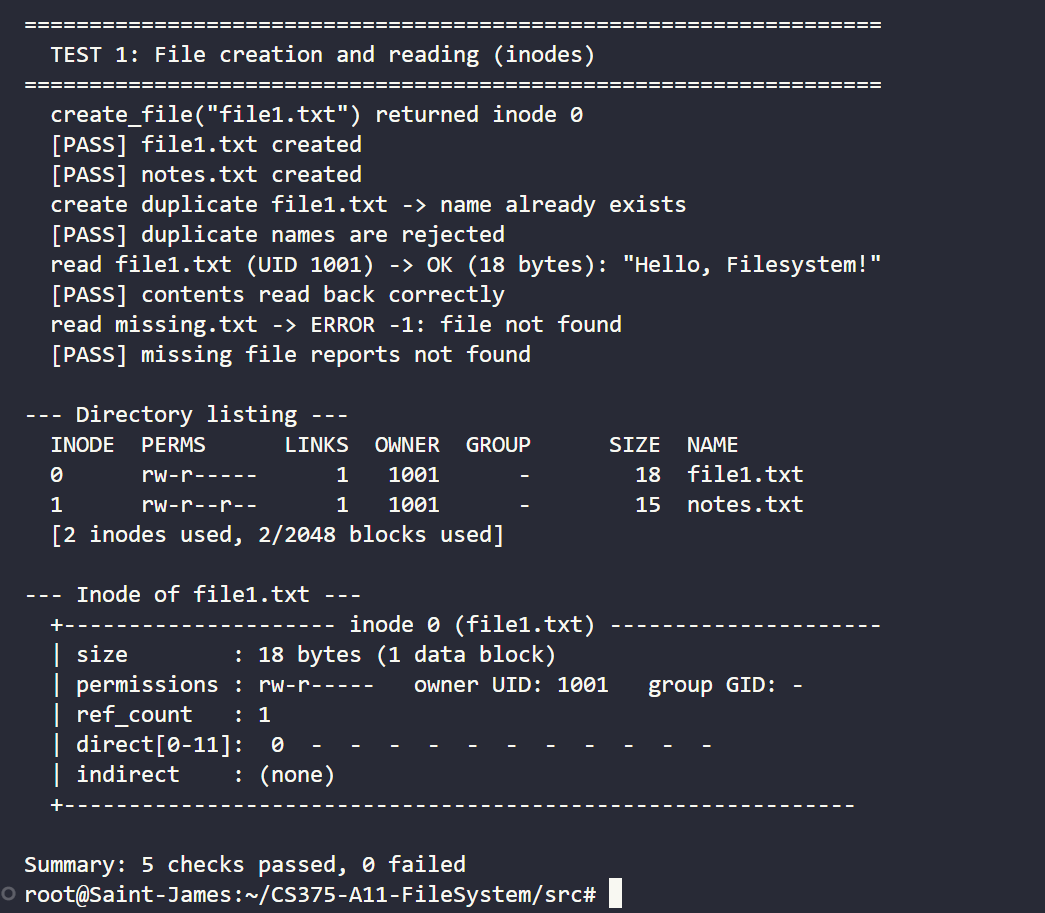 ==================================================================
  TEST 1: File creation and reading (inodes)
==================================================================
  create_file("file1.txt") returned inode 0
  [PASS] file1.txt created
  [PASS] notes.txt created
  create duplicate file1.txt -> name already exists
  [PASS] duplicate names are rejected
  read file1.txt (UID 1001) -> OK (18 bytes): "Hello, Filesystem!"
  [PASS] contents read back correctly
  read missing.txt -> ERROR -1: file not found
  [PASS] missing file reports not found

--- Directory listing ---
  INODE  PERMS      LINKS  OWNER  GROUP      SIZE  NAME
  0      rw-r-----      1   1001      -        18  file1.txt
  1      rw-r--r--      1   1001      -        15  notes.txt
  [2 inodes used, 2/2048 blocks used]

--- Inode of file1.txt ---
  +--------------------- inode 0 (file1.txt) ---------------------
  | size        : 18 bytes (1 data block)
  | permissions : rw-r-----   owner UID: 1001   group GID: -
  | ref_count   : 1
  | direct[0-11]:  0  -  -  -  -  -  -  -  -  -  -  -
  | indirect    : (none)
  +-------------------------------------------------------------

Summary: 5 checks passed, 0 failed
root@Saint-James:~/CS375-A11-FileSystem/src#